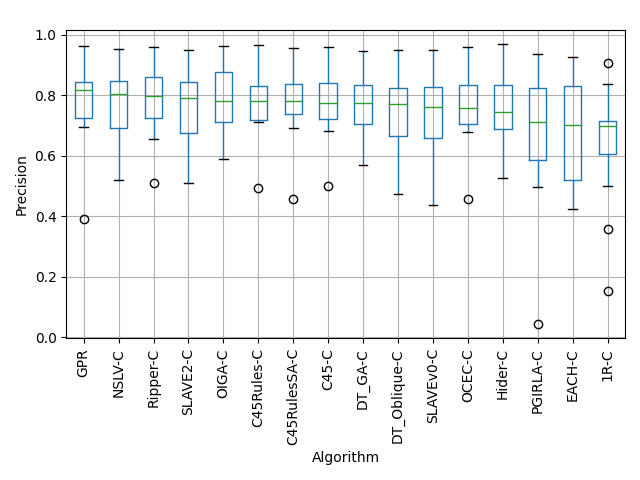 1.0
0.8
0.6
0.4
0.2
0.0
Precision
GPR
NSLV-C
Ripper-C
SLAVE2-C
OIGA-C
C45Rules-C
C45RulesSA-C
C45-C
DT_GA-C
DT_Oblique-C
SLAVEv0-C
OCEC-C
Hider-C
PGIRLA-C
EACH-C
1R-C
Algorithm